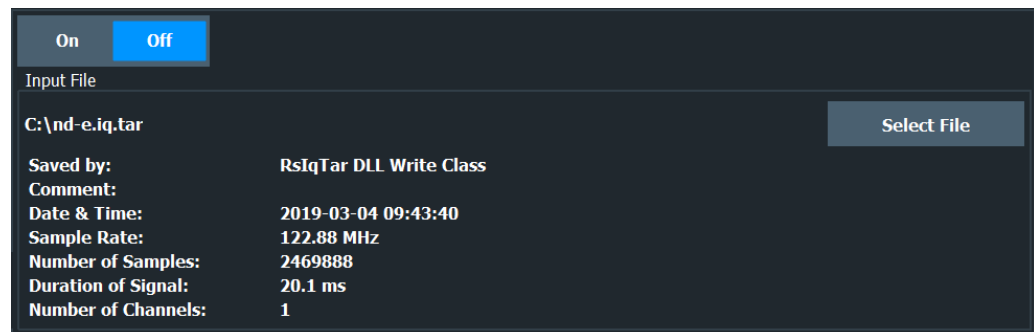 On Off
Input File
C:\nd-e.iq.tar Select File
Saved by: RsIqTar DLL Write Class
Comment:
Date & Time: 2019-03-04 09:43:40
Sample Rate: 122.88 MHz
Number of Samples: 2469888
Duration of Signal: 20.1 ms
Number of Channels: 1